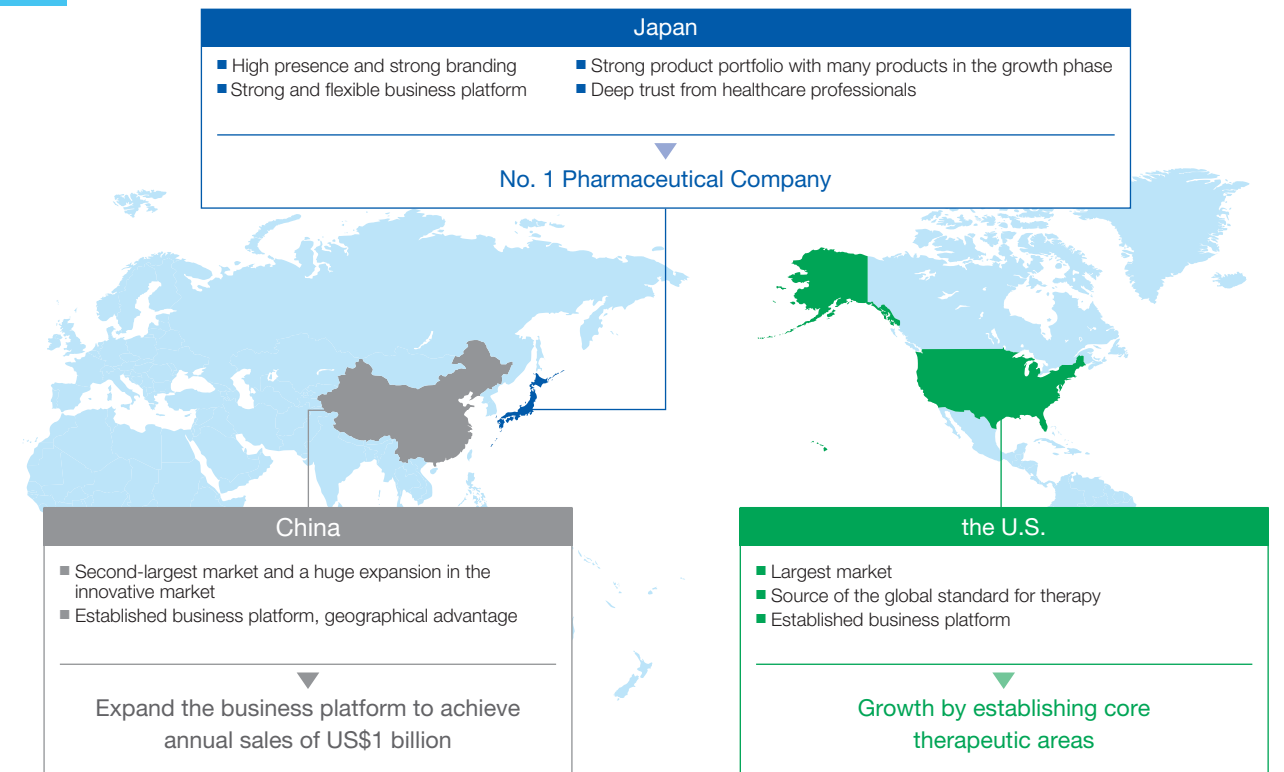 Japan
High presence and strong branding
Strong and flexible business platform
Strong product portfolio with many products in the growth phase
Deep trust from healthcare professionals
No. 1 Pharmaceutical Company
China
Second-largest market and a huge expansion in the
innovative market
Established business platform, geographical advantage
Expand the business platform to achieve
annual sales of US$1 billion
the U.S.
Largest market
Source of the global standard for therapy
Established business platform
Growth by establishing core
therapeutic areas